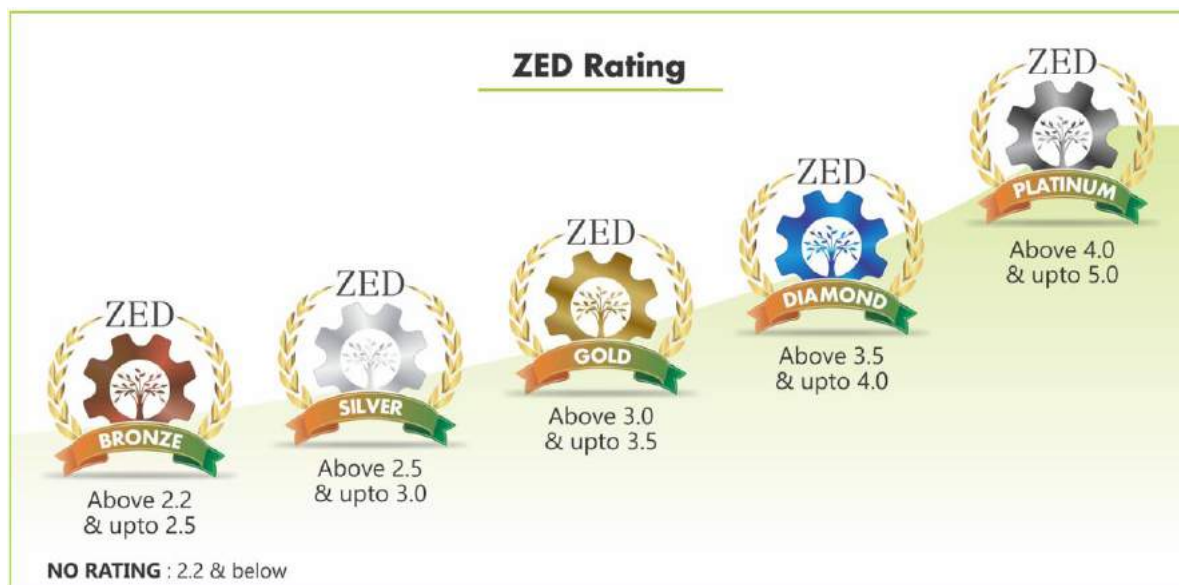 ZED Rating
ZED
BRONZE
Above 2.2
& upto 2.5
ZED
SILVER
Above 2.5
& upto 3.0
ZED
GOLD
Above 3.0
& upto 3.5
ZED
DIAMOND
Above 3.5
& upto 4.0
ZED
PLATINUM
Above 4.0
& upto 5.0
NO RATING : 2.2 & below